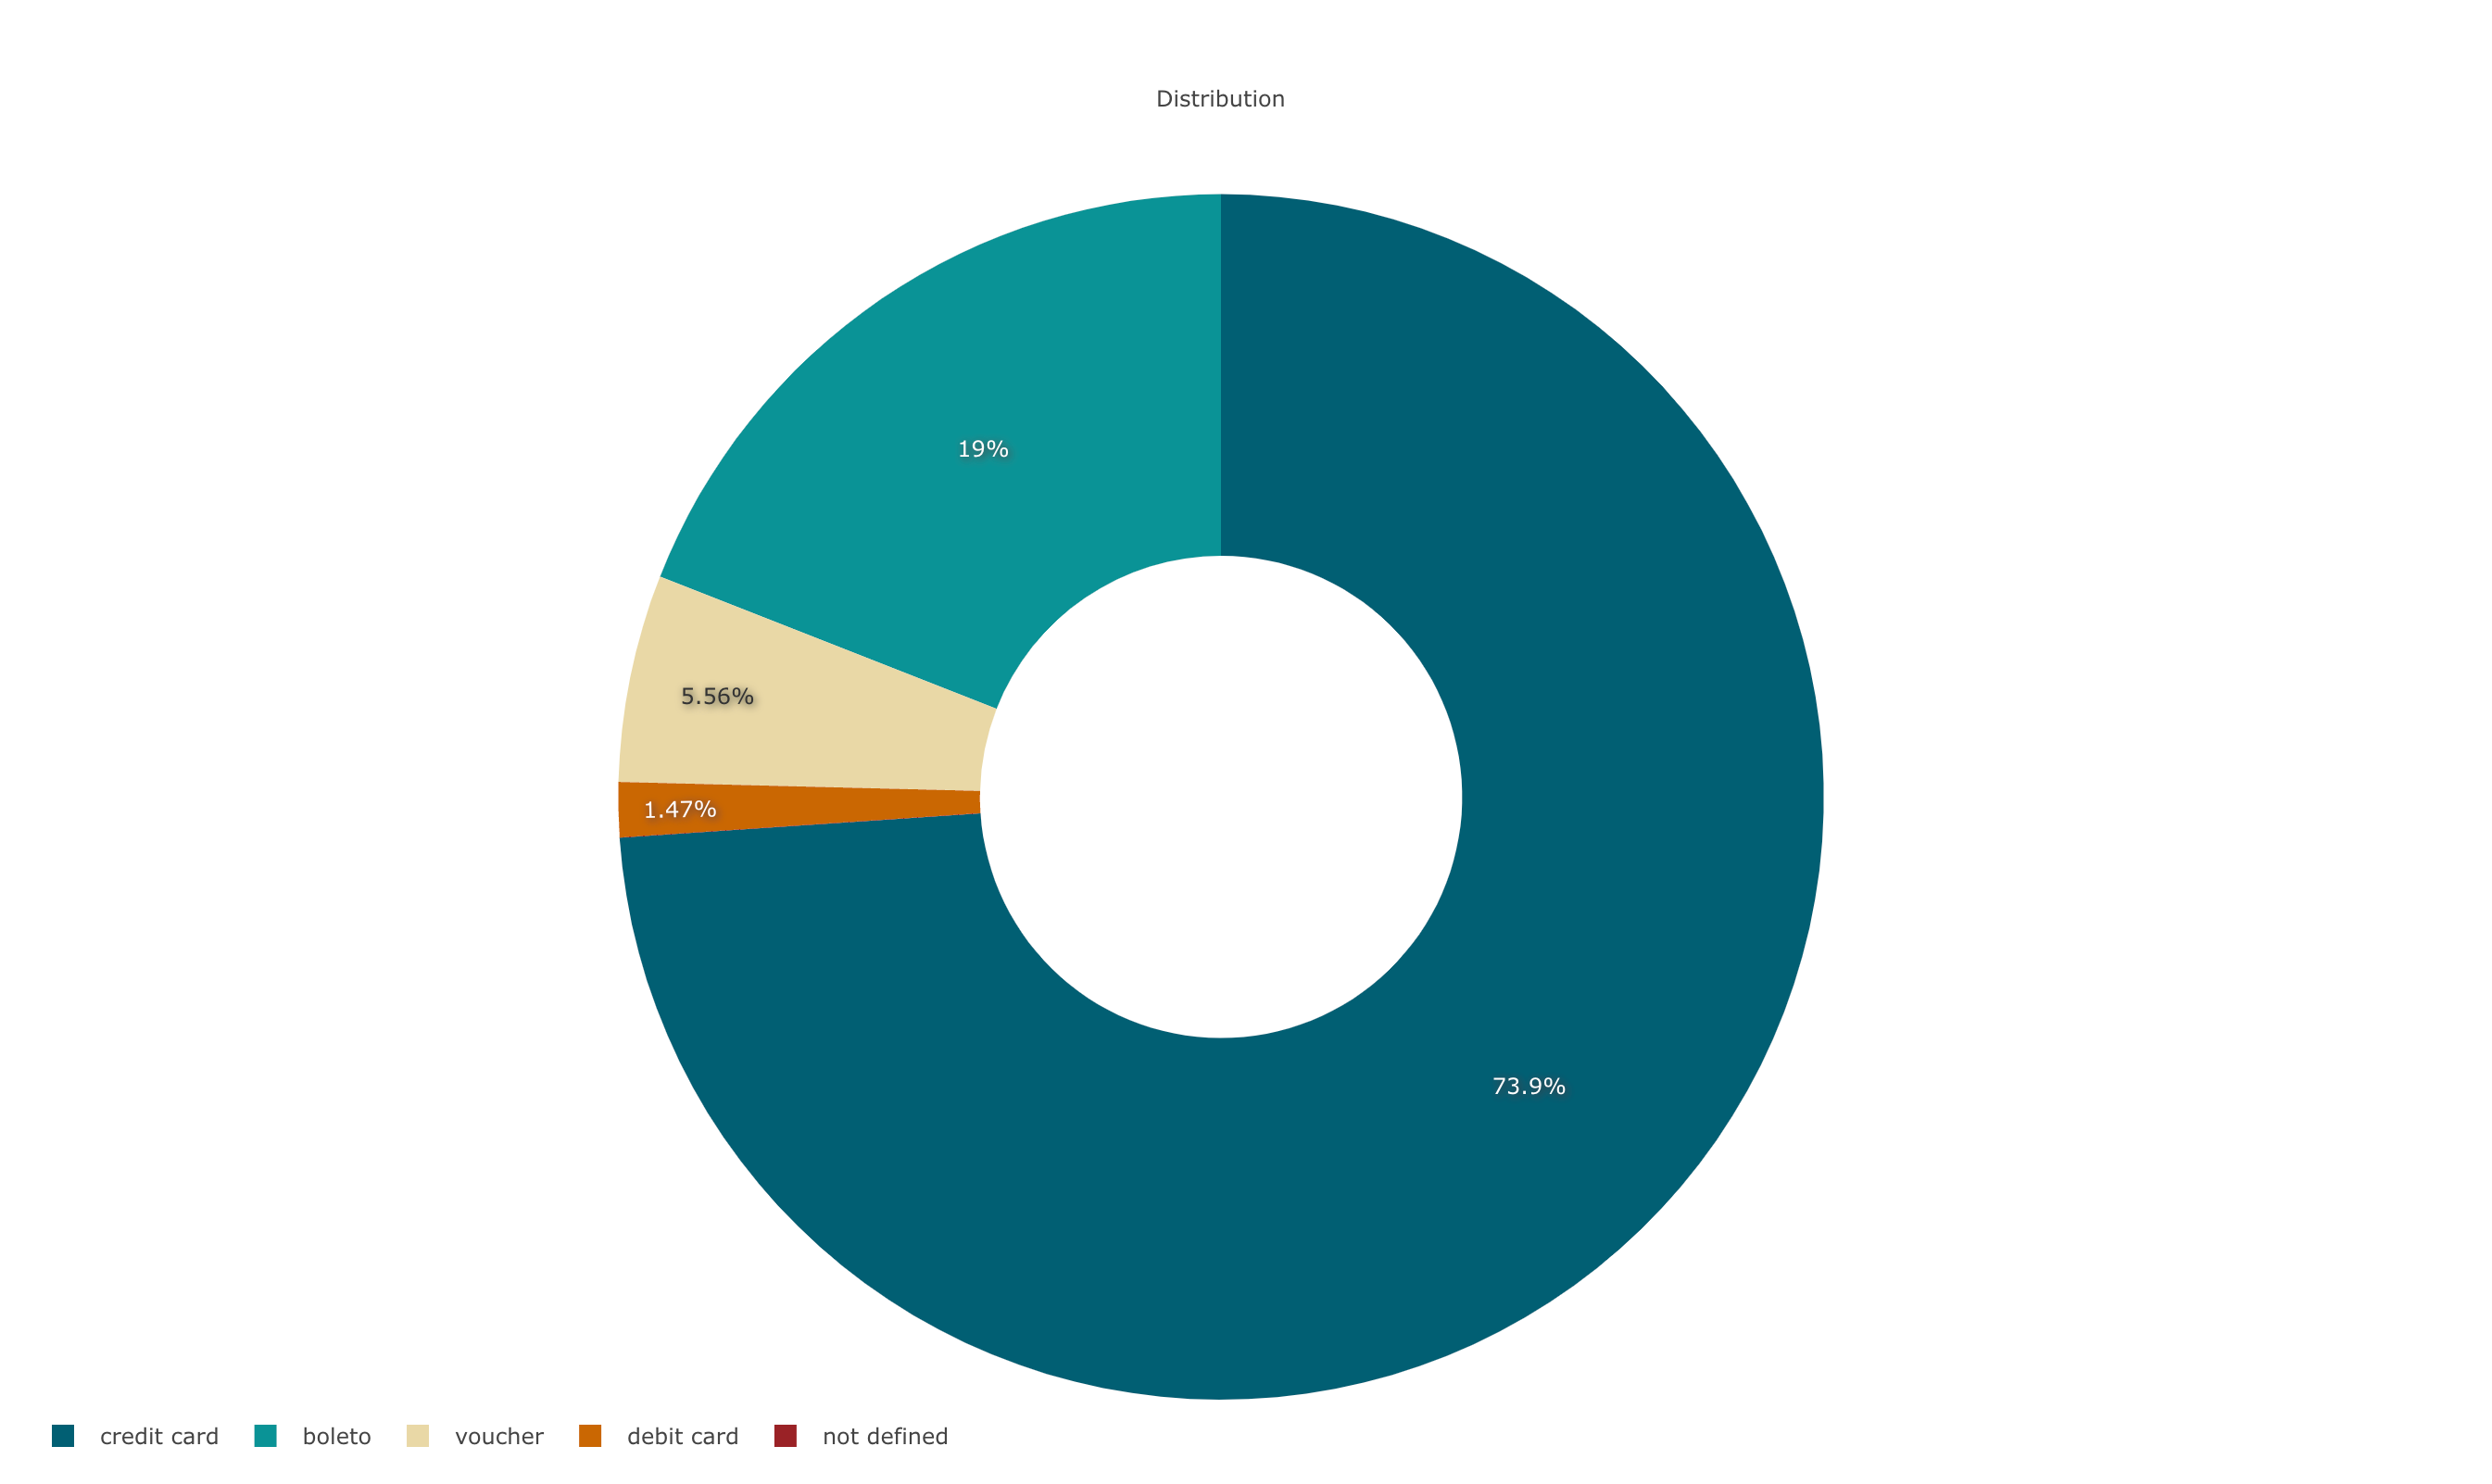 Distribution
19%
5.56%
1.47%
73.9%
credit card boleto voucher debit card not defined